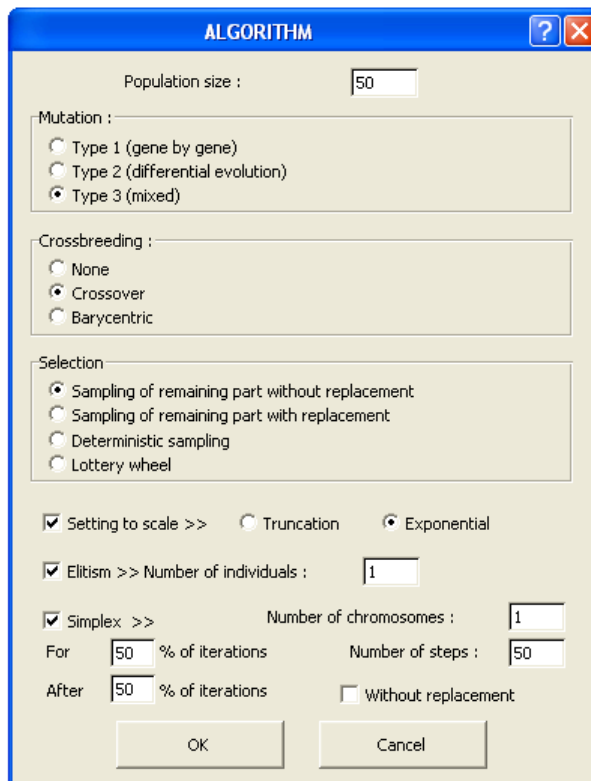 ALGORITHM ?
Population size : 50
Mutation :
Type 1 (gene by gene)
Type 2 (differential evolution)
Type 3 (mixed)
Crossbreeding :
None
Crossover
Barycentric
Selection
Sampling of remaining part without replacement
Sampling of remaining part with replacement
Deterministic sampling
Lottery wheel
Setting to scale >> Truncation Exponential
Elitism >> Number of individuals : 1
Simplex >> Number of chromosomes : 1
For 50 % of iterations Number of steps : 50
After 50 % of iterations Without replacement
OK Cancel